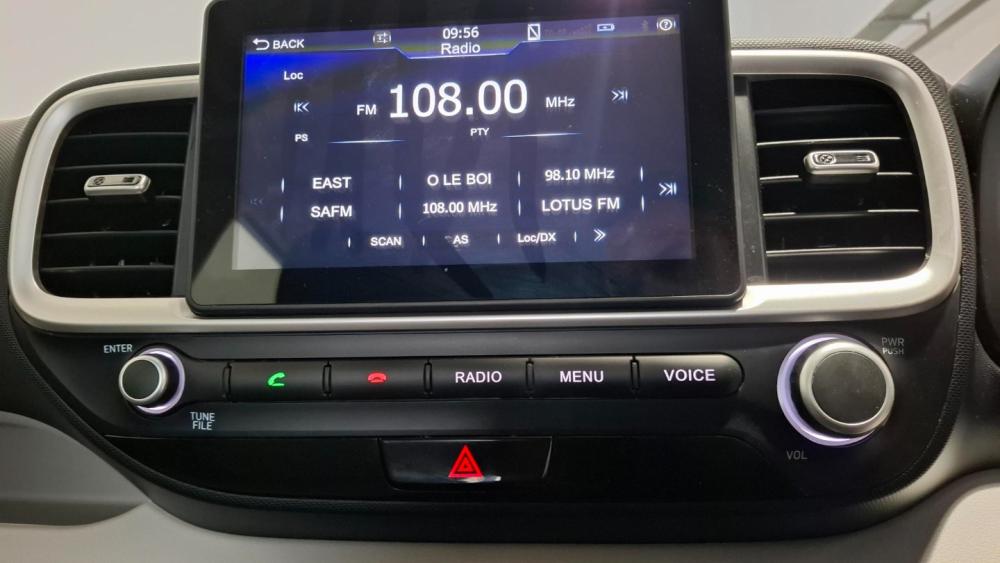 BACK
09:56
Radio
Loc
FM 108.00 MHz
PS
PTY
EAST O LE BOI 98.10 MHz
SAFM 108.00 MHz LOTUS FM
SCAN AS Loc/DX
ENTER
TUNE
FILE
RADIO MENU VOICE
PWR
PUSH
VOL